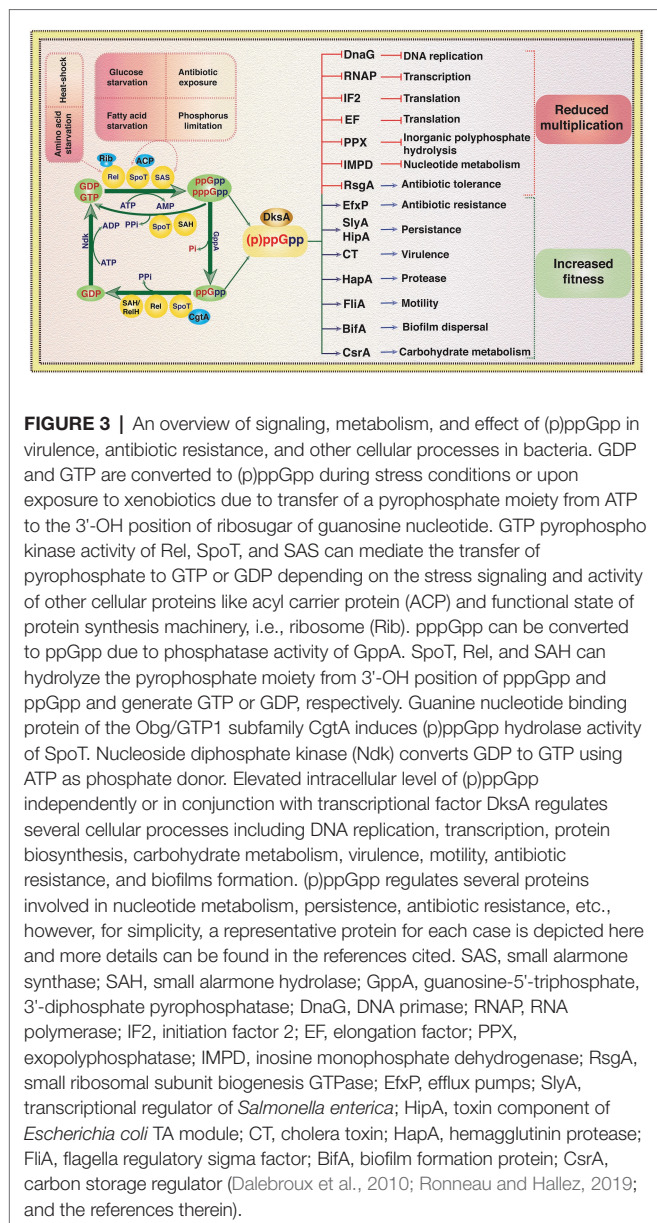 Heat-shock
Amino acid
starvation
Glucose
starvation
Antibiotic
exposure
Fatty acid
starvation
Phosphorus
limitation
Rib
ACP
Rel
SpoT
SAS
GDP
GTP
ppGpp
pppGpp
ATP
AMP
PPi
SpoT
SAH
Ndk
ADP
ATP
GppA
Pi
PPi
GDP
SAH/
RelH
Rel
SpoT
CgtA
ppGpp
DksA
(p)ppGpp
DnaG DNA replication
RNAP Transcription
IF2 Translation
EF Translation
PPX Inorganic polyphosphate
hydrolysis
IMPD Nucleotide metabolism
RsgA Antibiotic tolerance
EfxP Antibiotic resistance
SlyA
HipA
Persistance
CT Virulence
HapA Protease
FliA Motility
BifA Biofilm dispersal
CsrA Carbohydrate metabolism
Reduced
multiplication
Increased
fitness
FIGURE 3 | An overview of signaling, metabolism, and effect of (p)ppGpp in
virulence, antibiotic resistance, and other cellular processes in bacteria. GDP
and GTP are converted to (p)ppGpp during stress conditions or upon
exposure to xenobiotics due to transfer of a pyrophosphate moiety from ATP
to the 3'-OH position of ribosugar of guanosine nucleotide. GTP pyrophospho
kinase activity of Rel, SpoT, and SAS can mediate the transfer of
pyrophosphate to GTP or GDP depending on the stress signaling and activity
of other cellular proteins like acyl carrier protein (ACP) and functional state of
protein synthesis machinery, i.e., ribosome (Rib). pppGpp can be converted
to ppGpp due to phosphatase activity of GppA. SpoT, Rel, and SAH can
hydrolyze the pyrophosphate moiety from 3'-OH position of pppGpp and
ppGpp and generate GTP or GDP, respectively. Guanine nucleotide binding
protein of the Obg/GTP1 subfamily CgtA induces (p)ppGpp hydrolase activity
of SpoT. Nucleoside diphosphate kinase (Ndk) converts GDP to GTP using
ATP as phosphate donor. Elevated intracellular level of (p)ppGpp
independently or in conjunction with transcriptional factor DksA regulates
several cellular processes including DNA replication, transcription, protein
biosynthesis, carbohydrate metabolism, virulence, motility, antibiotic
resistance, and biofilms formation. (p)ppGpp regulates several proteins
involved in nucleotide metabolism, persistence, antibiotic resistance, etc.,
however, for simplicity, a representative protein for each case is depicted here
and more details can be found in the references cited. SAS, small alarmone
synthase; SAH, small alarmone hydrolase; GppA, guanosine-5'-triphosphate,
3'-diphosphate pyrophosphatase; DnaG, DNA primase; RNAP, RNA
polymerase; IF2, initiation factor 2; EF, elongation factor; PPX,
exopolyphosphatase; IMPD, inosine monophosphate dehydrogenase; RsgA,
small ribosomal subunit biogenesis GTPase; EfxP, efflux pumps; SlyA,
transcriptional regulator of Salmonella enterica; HipA, toxin component of
Escherichia coli TA module; CT, cholera toxin; HapA, hemagglutinin protease;
FliA, flagella regulatory sigma factor; BifA, biofilm formation protein; CsrA,
carbon storage regulator (Dalebroux et al., 2010; Ronneau and Hallez, 2019;
and the references therein).